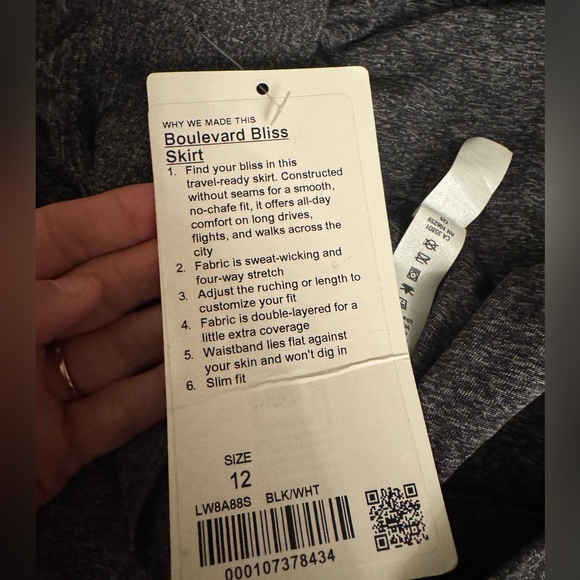 WHY WE MADE THIS
Boulevard Bliss
Skirt
1. Find your bliss in this
travel-ready skirt. Constructed
without seams for a smooth,
no-chafe fit, it offers all-day
comfort on long drives,
flights, and walks across the
city
2. Fabric is sweat-wicking and
four-way stretch
3. Adjust the ruching or length to
customize your fit
4. Fabric is double-layered for a
little extra coverage
5. Waistband lies flat against
your skin and won't dig in
6. Slim fit
SIZE
12
LW8A88S BLK/WHT
000107378434
CA 35801
RN 106259